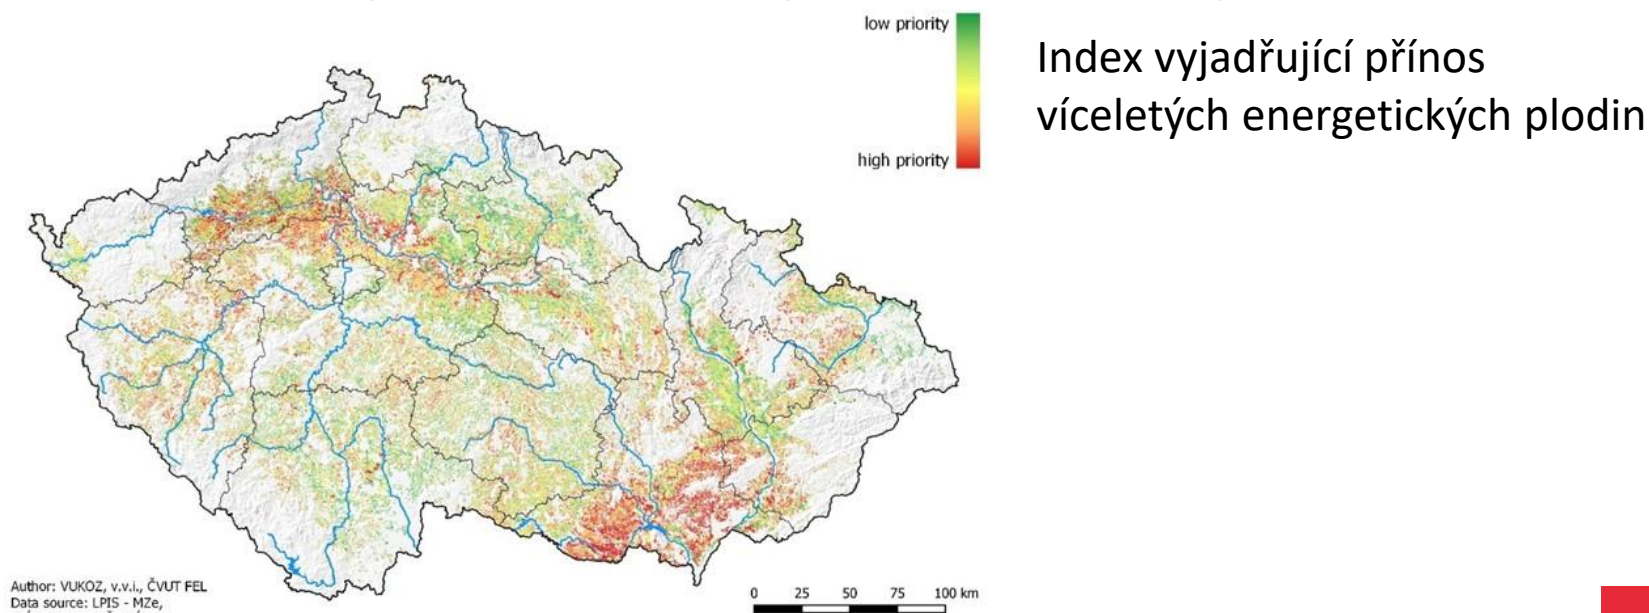 low priority
high priority
Index vyjadřující přínos
víceletých energetických plodin
Author: VUKOZ, v.v.i., ČVUT FEL
Data source: LPIS - MZe,
0 25 50 75 100 km